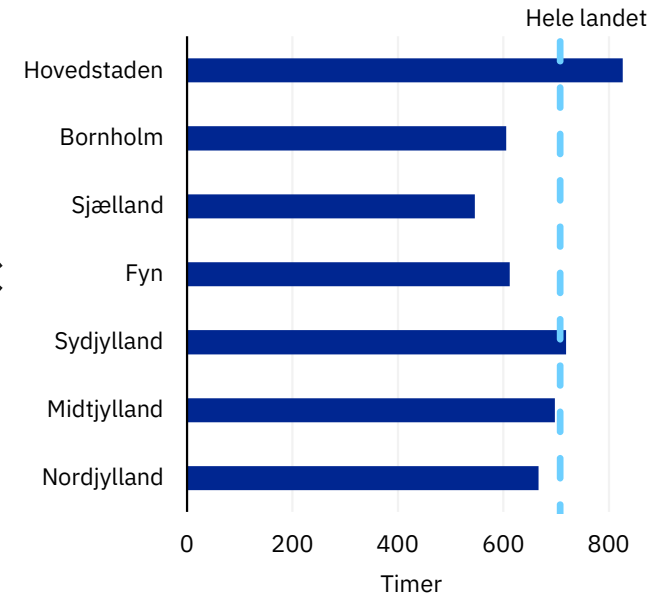 Hele landet
Hovedstaden
Bornholm
Sjælland
Fyn
Sydjylland
Midtjylland
Nordjylland
0 200 400 600 800
Timer